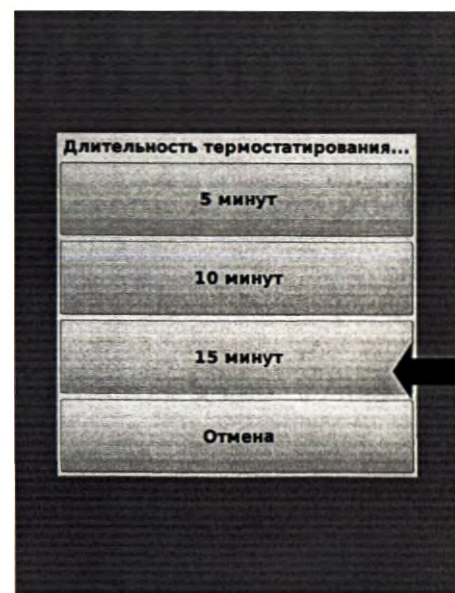 Длительность термостатирования...
5 минут
10 минут
15 минут
Отмена